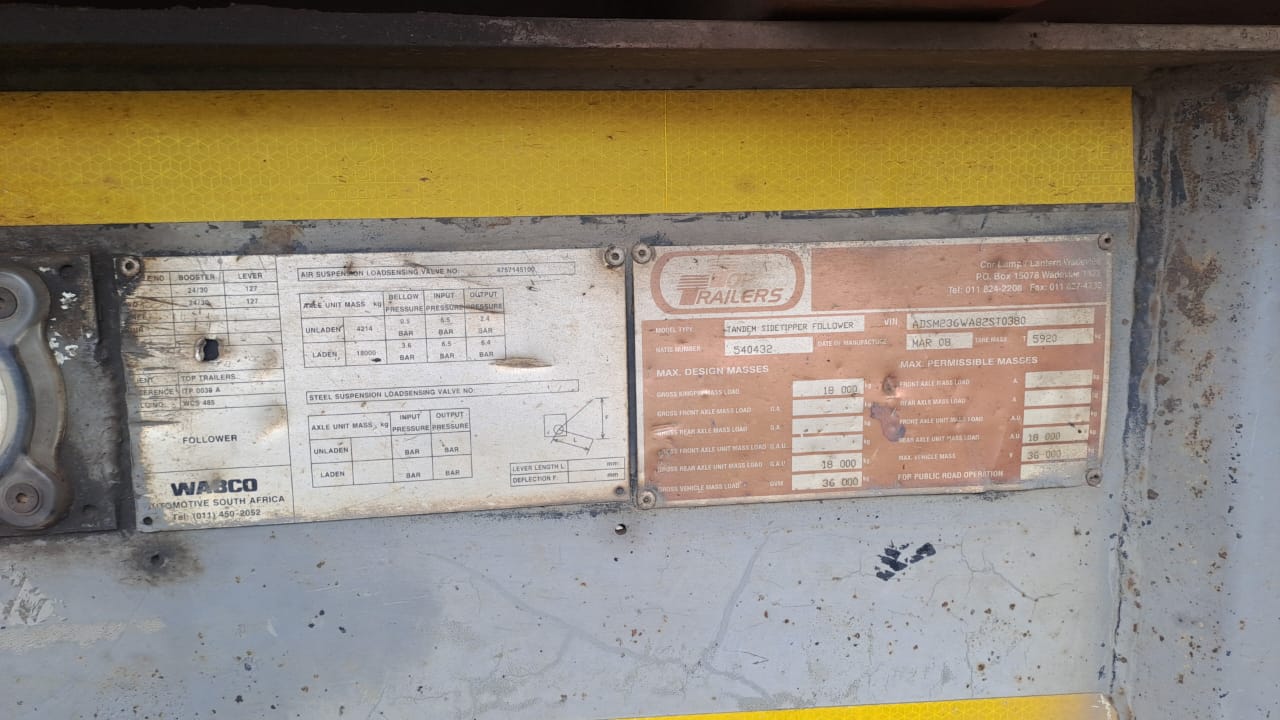 BOOSTER LEVER
24/30 127
24/30 127
TOP TRAILERS
ITP 0036 A
WCS 485
FOLLOWER
WABCO
AUTOMOTIVE SOUTH AFRICA
Tel: (011) 450-2052
AIR SUSPENSION LOADSENSING VALVE NO. 4757145100
AXLE UNIT MASS kg BELLOW PRESSURE INPUT PRESSURE OUTPUT PRESSURE
UNLADEN 4214 BAR 6.5 BAR 2.4 BAR
LADEN 18000 3.6 BAR 6.5 BAR 6.4 BAR
STEEL SUSPENSION LOADSENSING VALVE NO.
AXLE UNIT MASS kg INPUT PRESSURE OUTPUT PRESSURE
UNLADEN BAR BAR
LADEN BAR BAR
LEVER LENGTH L mm
DEFLECTION F. mm
TRAILERS
P.O. Box 15078 Wadeville
Tel: 011 824-2206 Fax: 011
MODEL TYPE TANDEM SIDETIPPER FOLLOWER VIN ADSM236WA82ST0380
NATIS NUMBER 540432 DATE OF MANUFACTURE MAR 08 TARE MASS T 5920 kg
MAX. DESIGN MASSES
GROSS KINGPIN MASS LOAD 18 000 kg
GROSS FRONT AXLE MASS LOAD G.A.
GROSS REAR AXLE MASS LOAD G.A.
GROSS FRONT AXLE UNIT MASS LOAD G.A.U.
GROSS REAR AXLE UNIT MASS LOAD G.A.U. 18 000
GROSS VEHICLE MASS LOAD GVM 36 000 kg
MAX. PERMISSIBLE MASSES
FRONT AXLE MASS LOAD A
REAR AXLE MASS LOAD A
FRONT AXLE UNIT MASS LOAD A.U.
REAR AXLE UNIT MASS LOAD A.U. 18 000
MAX. VEHICLE MASS V 36 000
FOR PUBLIC ROAD OPERATION